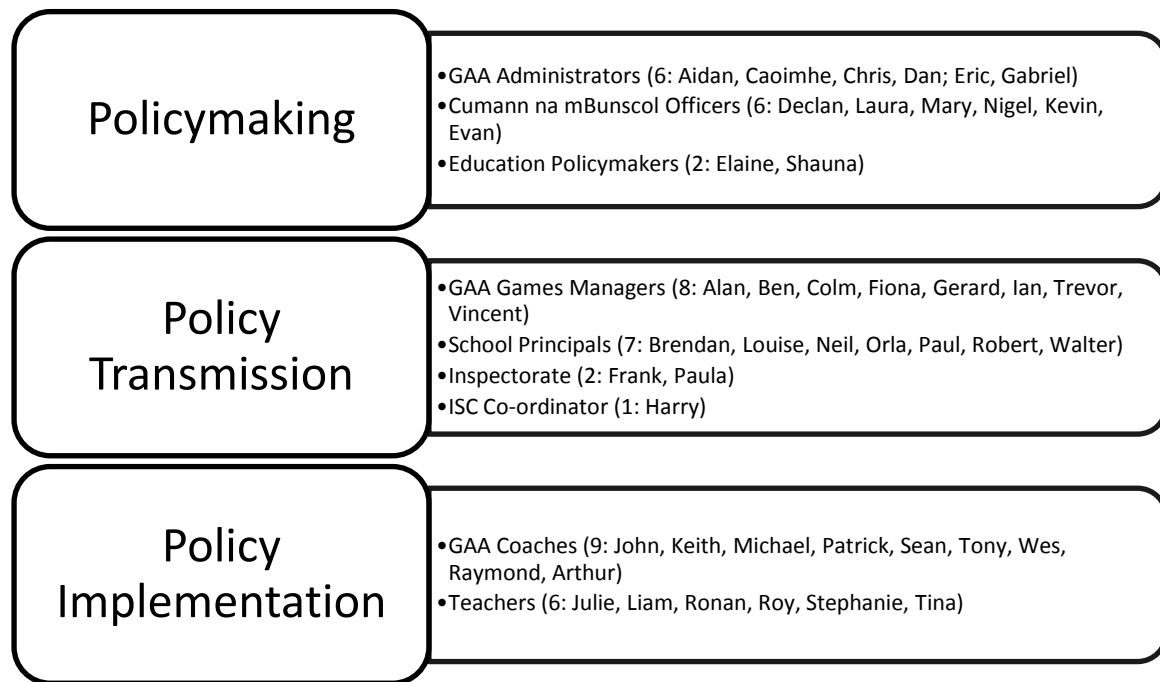 Policymaking
•GAA Administrators (6: Aidan, Caoimhe, Chris, Dan; Eric, Gabriel)
•Cumann na mBunscol Officers (6: Declan, Laura, Mary, Nigel, Kevin,
Evan)
•Education Policymakers (2: Elaine, Shauna)
Policy
Transmission
•GAA Games Managers (8: Alan, Ben, Colm, Fiona, Gerard, Ian, Trevor,
Vincent)
•School Principals (7: Brendan, Louise, Neil, Orla, Paul, Robert, Walter)
•Inspectorate (2: Frank, Paula)
•ISC Co-ordinator (1: Harry)
Policy
Implementation
•GAA Coaches (9: John, Keith, Michael, Patrick, Sean, Tony, Wes,
Raymond, Arthur)
•Teachers (6: Julie, Liam, Ronan, Roy, Stephanie, Tina)